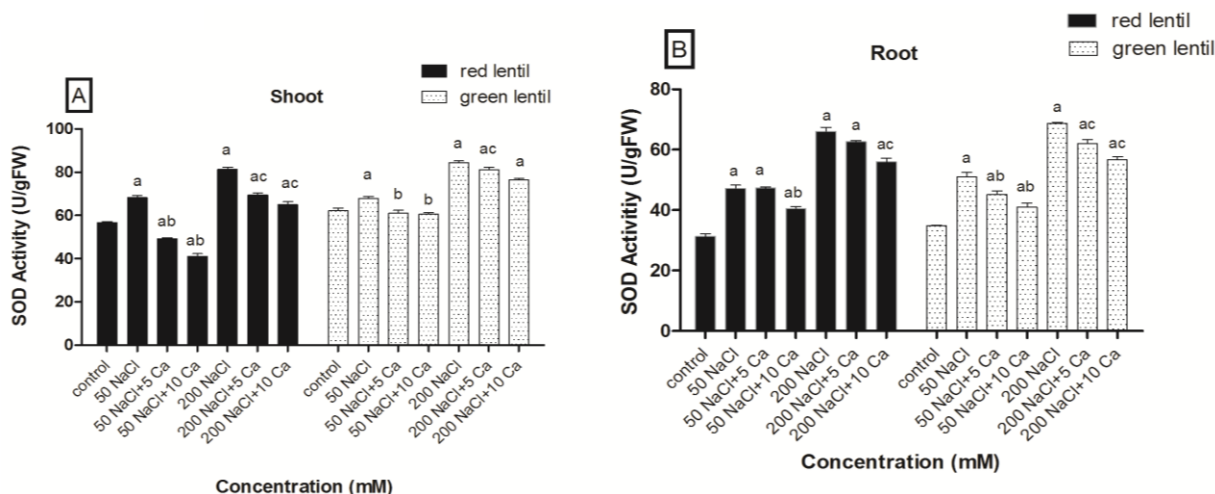 A
Shoot
red lentil
green lentil
SOD Activity (U/gFW)
100
80
60
40
20
0
a
ab
ab
a
ac
ac
a
b
b
a
ac
a
control
50 NaCl
50 NaCl+5 Ca
50 NaCl+10 Ca
200 NaCl
200 NaCl+5 Ca
200 NaCl+10 Ca
control
50 NaCl
50 NaCl+5 Ca
50 NaCl+10 Ca
200 NaCl
200 NaCl+5 Ca
200 NaCl+10 Ca
Concentration (mM)
B
Root
red lentil
green lentil
SOD Activitiy (U/gFW)
80
60
40
20
0
a
a
ab
a
a
ac
a
ab
ab
a
ac
ac
control
50 NaCl
50 NaCl+5 Ca
50 NaCl+10 Ca
200 NaCl
200 NaCl+5 Ca
200 NaCl+10 Ca
control
50 NaCl
50 NaCl+5 Ca
50 NaCl+10 Ca
200 NaCl
200 NaCl+5 Ca
200 NaCl+10 Ca
Concentration (mM)